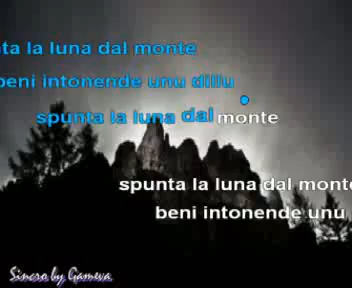 ta la luna dal monte
beni intonende unu dillu
spunta la luna dal monte
spunta la luna dal monte
beni intonende unu
Sincro by Gameva